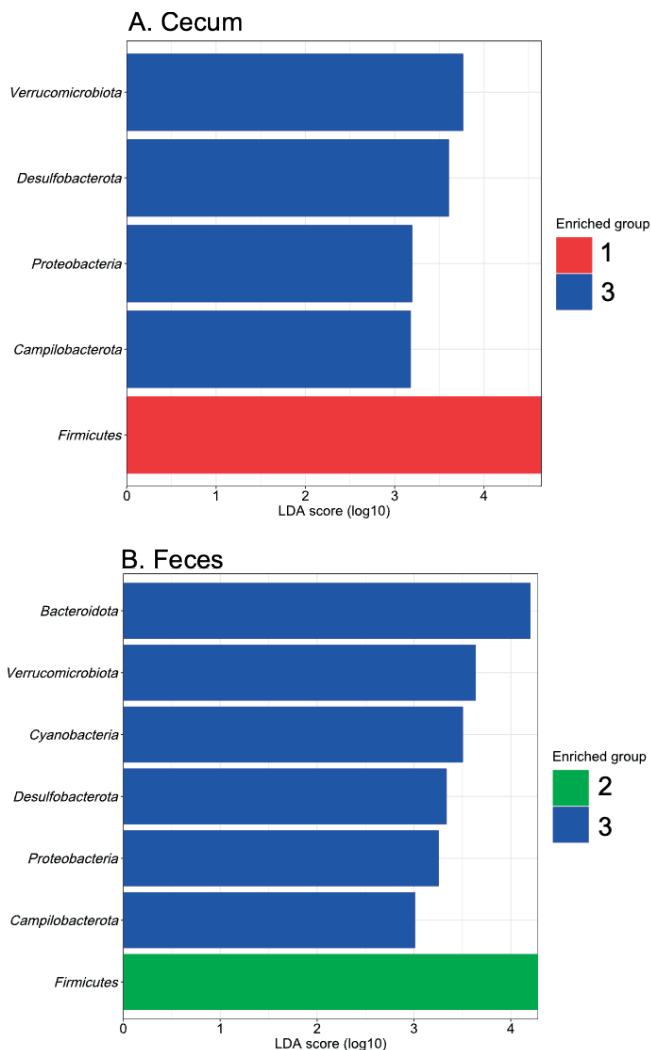 A. Cecum
Verrucomicrobiota
Desulfobacterota
Proteobacteria
Campilobacterota
Firmicutes
0 1 2 3 4
LDA score (log10)
Enriched group
1
3
B. Feces
Bacteroidota
Verrucomicrobiota
Cyanobacteria
Desulfobacterota
Proteobacteria
Campilobacterota
Firmicutes
0 1 2 3 4
LDA score (log10)
Enriched group
2
3